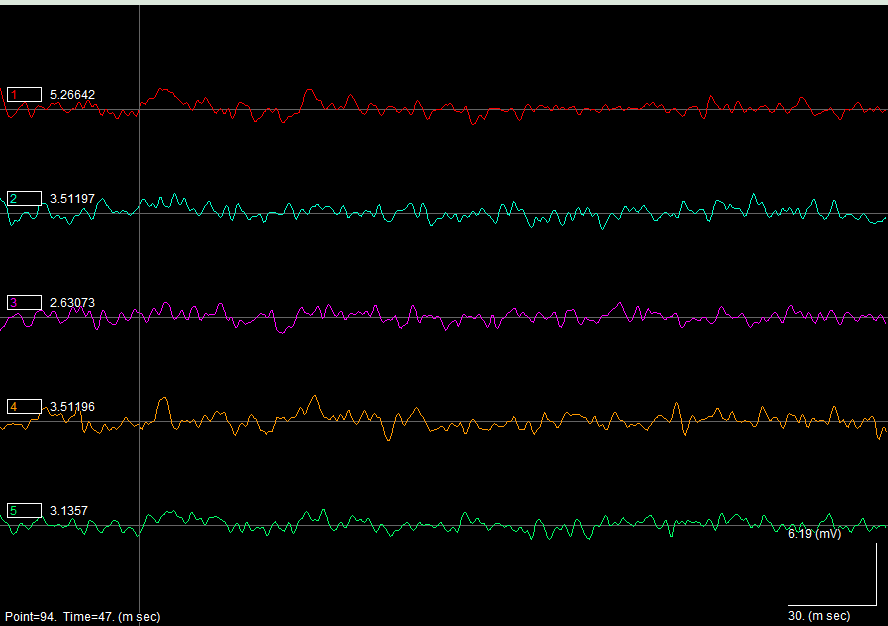 1 5.26642
2 3.51197
3 2.63073
4 3.51196
5 3.1357
6.19 (mV)
30. (m sec)
Point=94. Time=47. (m sec)